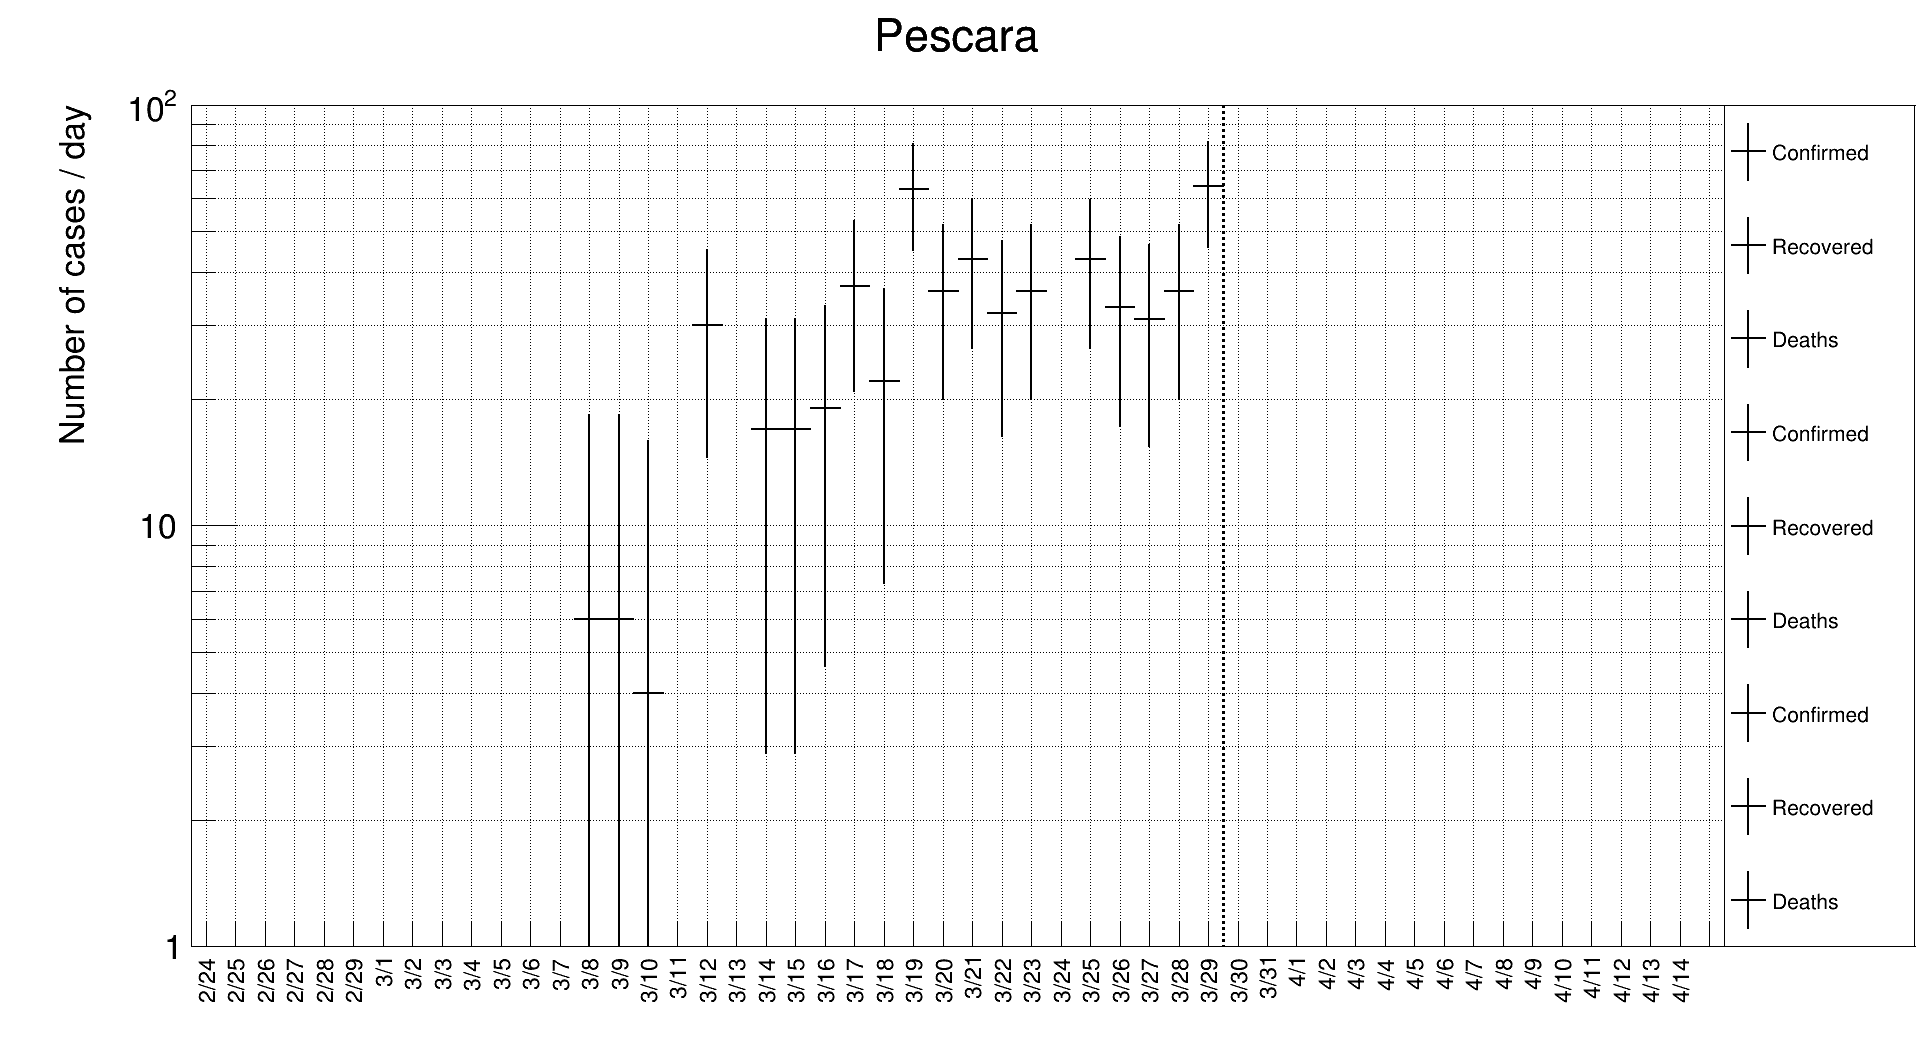 Pescara
Number of cases / day
10²
10
1
2/24 2/25 2/26 2/27 2/28 2/29 3/1 3/2 3/3 3/4 3/5 3/6 3/7 3/8 3/9 3/10 3/11 3/12 3/13 3/14 3/15 3/16 3/17 3/18 3/19 3/20 3/21 3/22 3/23 3/24 3/25 3/26 3/27 3/28 3/29 3/30 3/31 4/1 4/2 4/3 4/4 4/5 4/6 4/7 4/8 4/9 4/10 4/11 4/12 4/13 4/14
Confirmed
Recovered
Deaths
Confirmed
Recovered
Deaths
Confirmed
Recovered
Deaths